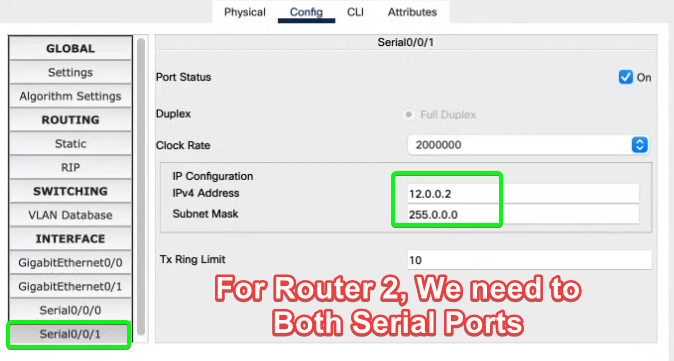 Physical Config CLI Attributes
GLOBAL
Settings
Algorithm Settings
ROUTING
Static
RIP
SWITCHING
VLAN Database
INTERFACE
GigabitEthernet0/0
GigabitEthernet0/1
Serial0/0/0
Serial0/0/1
Serial0/0/1
Port Status On
Duplex Full Duplex
Clock Rate 2000000
IP Configuration
IPv4 Address 12.0.0.2
Subnet Mask 255.0.0.0
Tx Ring Limit 10
For Router 2, We need to
Both Serial Ports